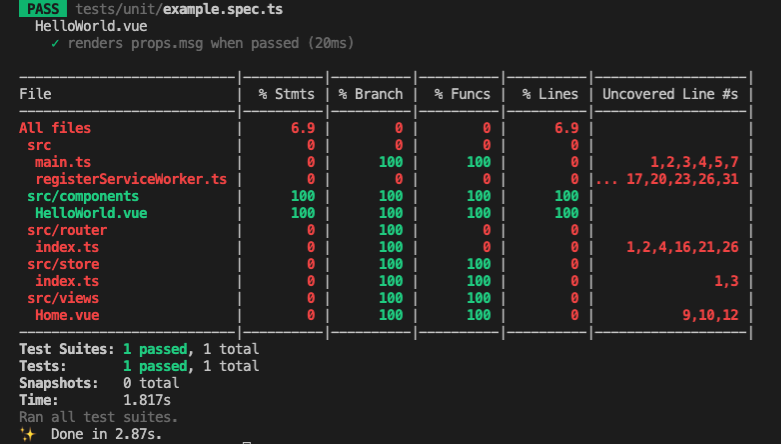 PASS tests/unit/example.spec.ts
HelloWorld.vue
✓ renders props.msg when passed (20ms)
File | % Stmts | % Branch | % Funcs | % Lines | Uncovered Line #s |
All files | 6.9 | 0 | 0 | 6.9 | |
src | 0 | 0 | 0 | 0 | |
main.ts | 0 | 100 | 100 | 0 | 1,2,3,4,5,7 |
registerServiceWorker.ts | 0 | 0 | 0 | 0 |... 17,20,23,26,31 |
src/components | 100 | 100 | 100 | 100 | |
HelloWorld.vue | 100 | 100 | 100 | 100 | |
src/router | 0 | 100 | 0 | 0 | |
index.ts | 0 | 100 | 0 | 0 | 1,2,4,16,21,26 |
src/store | 0 | 100 | 100 | 0 | |
index.ts | 0 | 100 | 100 | 0 | 1,3 |
src/views | 0 | 100 | 100 | 0 | |
Home.vue | 0 | 100 | 100 | 0 | 9,10,12 |
Test Suites: 1 passed, 1 total
Tests: 1 passed, 1 total
Snapshots: 0 total
Time: 1.817s
Ran all test suites.
✨ Done in 2.87s.